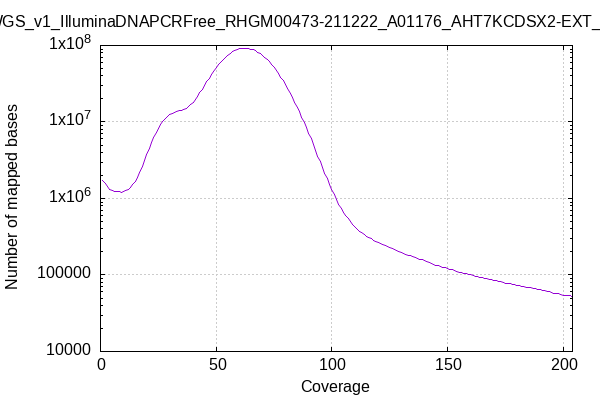 WGS_v1_IlluminaDNAPCRFree_RHGM00473-211222_A01176_AHT7KCDSX2-EXT_
Number of mapped bases
1x10^8
1x10^7
1x10^6
100000
10000
0 50 100 150 200
Coverage